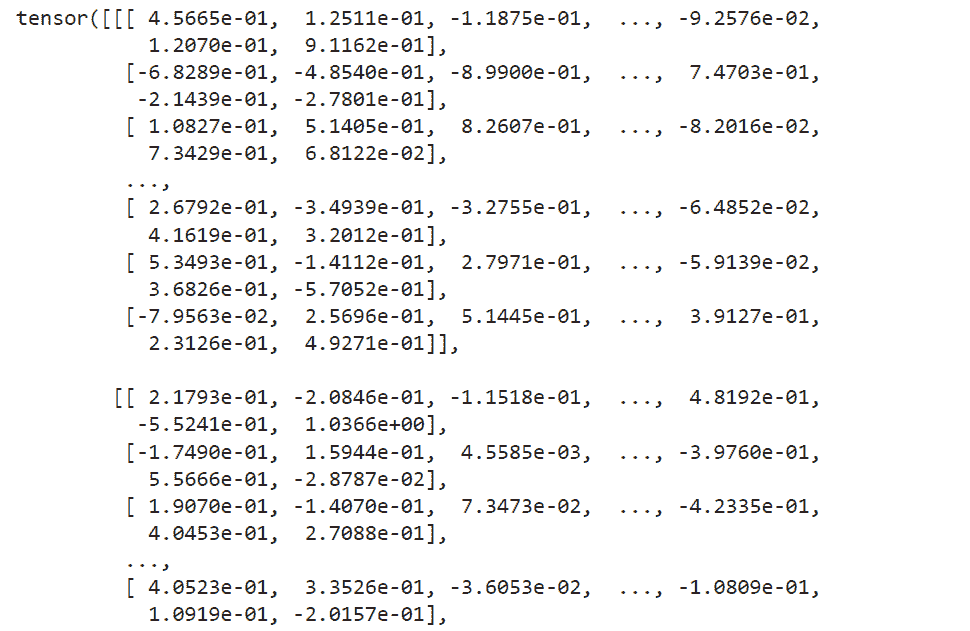 tensor([[[ 4.5665e-01,  1.2511e-01, -1.1875e-01,  ..., -9.2576e-02,
           1.2070e-01,  9.1162e-01],
         [-6.8289e-01, -4.8540e-01, -8.9900e-01,  ...,  7.4703e-01,
          -2.1439e-01, -2.7801e-01],
         [ 1.0827e-01,  5.1405e-01,  8.2607e-01,  ..., -8.2016e-02,
           7.3429e-01,  6.8122e-02],
         ...,
         [ 2.6792e-01, -3.4939e-01, -3.2755e-01,  ..., -6.4852e-02,
           4.1619e-01,  3.2012e-01],
         [ 5.3493e-01, -1.4112e-01,  2.7971e-01,  ..., -5.9139e-02,
           3.6826e-01, -5.7052e-01],
         [-7.9563e-02,  2.5696e-01,  5.1445e-01,  ...,  3.9127e-01,
           2.3126e-01,  4.9271e-01]],

        [[ 2.1793e-01, -2.0846e-01, -1.1518e-01,  ...,  4.8192e-01,
          -5.5241e-01,  1.0366e+00],
         [-1.7490e-01,  1.5944e-01,  4.5585e-03,  ..., -3.9760e-01,
           5.5666e-01, -2.8787e-02],
         [ 1.9070e-01, -1.4070e-01,  7.3473e-02,  ..., -4.2335e-01,
           4.0453e-01,  2.7088e-01],
         ...,
         [ 4.0523e-01,  3.3526e-01, -3.6053e-02,  ..., -1.0809e-01,
           1.0919e-01, -2.0157e-01],